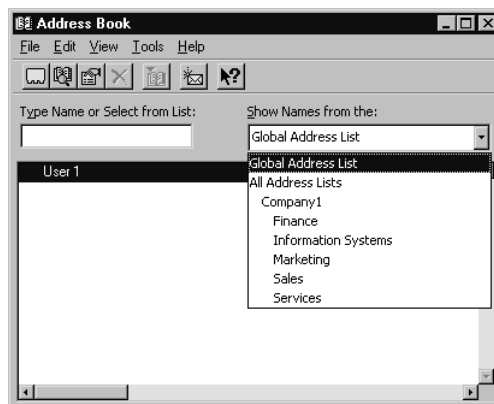 Address Book
File Edit View Tools Help
Type Name or Select from List:
Show Names from the:
Global Address List
User 1
Global Address List
All Address Lists
Company1
Finance
Information Systems
Marketing
Sales
Services